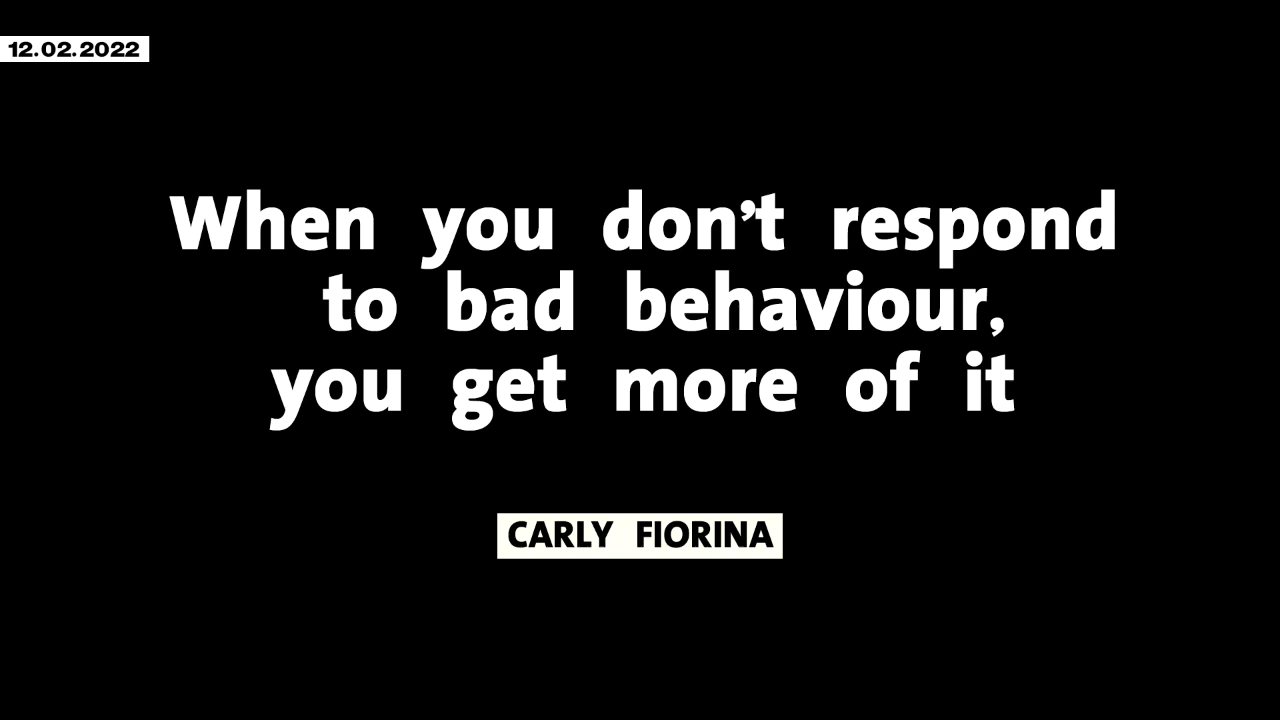 12.02.2022
When you don’t respond
to bad behaviour,
you get more of it
CARLY FIORINA